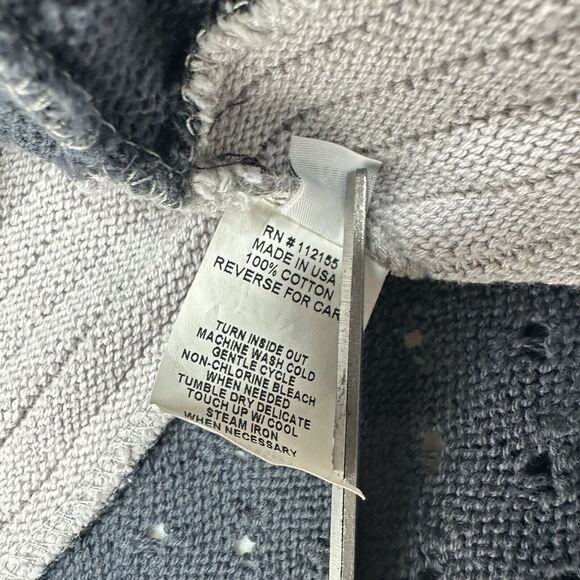 RN #112155
MADE IN USA
100% COTTON
REVERSE FOR CAR
TURN INSIDE OUT
MACHINE WASH COLD
GENTLE CYCLE
NON-CHLORINE BLEACH
WHEN NEEDED
TUMBLE DRY DELICATE
TOUCH UP W/ COOL
STEAM IRON
WHEN NECESSARY